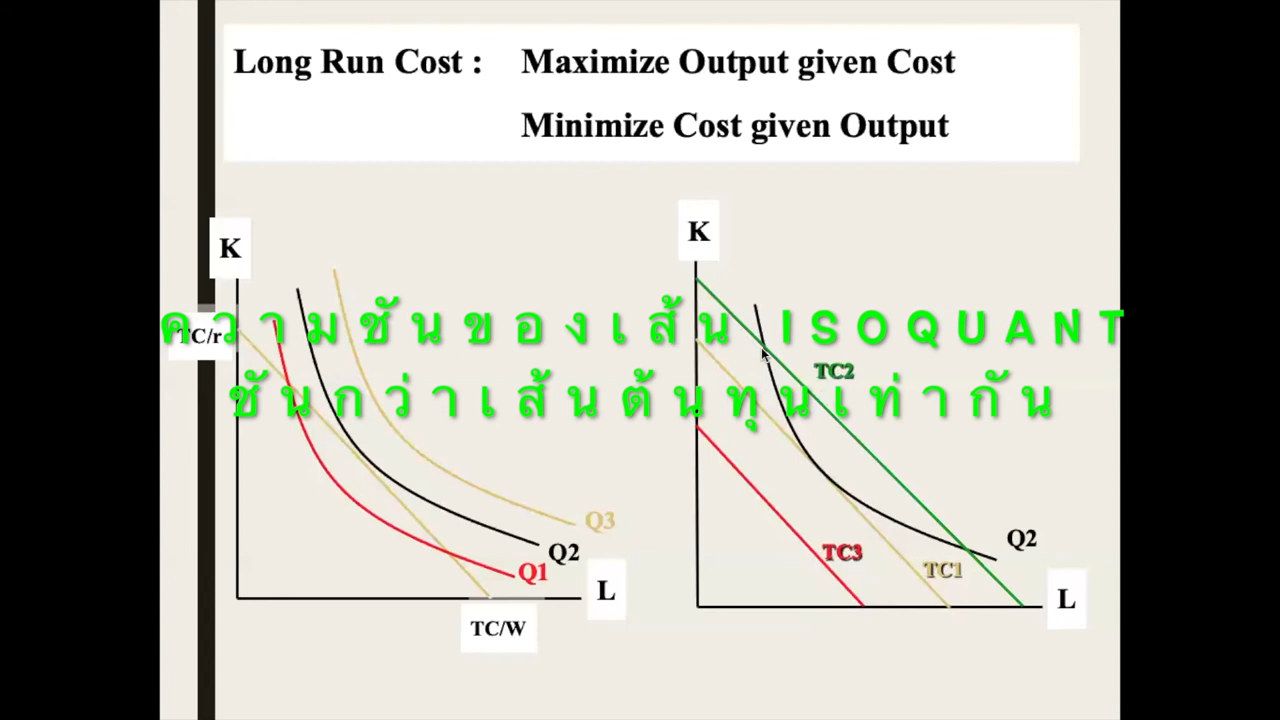 Long Run Cost : Maximize Output given Cost
Minimize Cost given Output
K
K
TC/r
ความชันของเส้น ISOQUANT
ชันกว่าเส้นต้นทุนเท่ากัน
TC2
Q3
Q2
Q1
L
TC/W
TC3
TC1
Q2
L